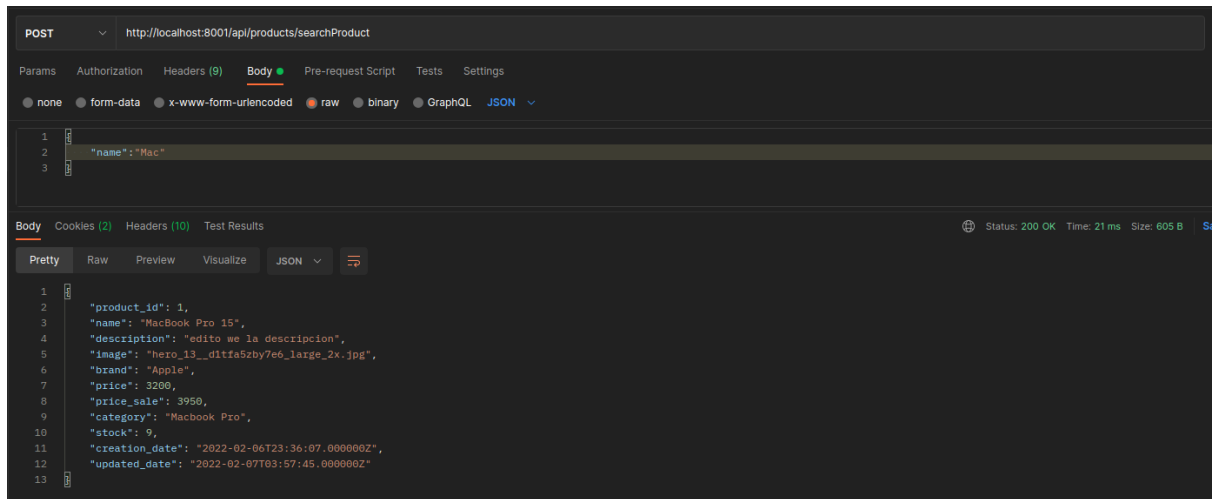 POST http://localhost:8001/api/products/searchProduct
Params Authorization Headers (9) Body Pre-request Script Tests Settings
none form-data x-www-form-urlencoded raw binary GraphQL JSON
1 {
2 "name":"Mac"
3 }
Body Cookies (2) Headers (10) Test Results Status: 200 OK Time: 21 ms Size: 605 B
Pretty Raw Preview Visualize JSON
1 {
2 "product_id": 1,
3 "name": "MacBook Pro 15",
4 "description": "edito we la descripcion",
5 "image": "hero_13__d1tfa5zby7e6_large_2x.jpg",
6 "brand": "Apple",
7 "price": 3200,
8 "price_sale": 3950,
9 "category": "Macbook Pro",
10 "stock": 9,
11 "creation_date": "2022-02-06T23:36:07.000000Z",
12 "updated_date": "2022-02-07T03:57:45.000000Z"
13 }